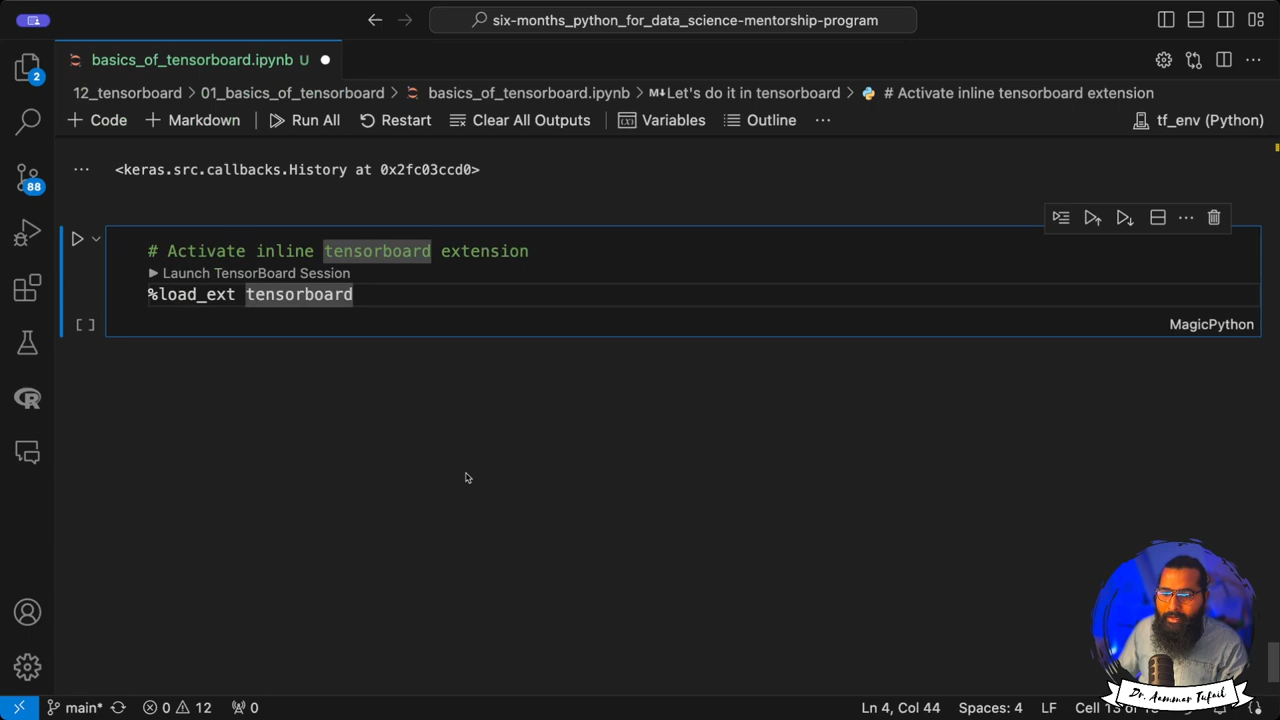 six-months_python_for_data_science-mentorship-program
basics_of_tensorboard.ipynb U
12_tensorboard > 01_basics_of_tensorboard > basics_of_tensorboard.ipynb > M↓Let's do it in tensorboard > # Activate inline tensorboard extension
+ Code + Markdown Run All Restart Clear All Outputs Variables Outline ... tf_env (Python)
... <keras.src.callbacks.History at 0x2fc03ccd0>
# Activate inline tensorboard extension
Launch TensorBoard Session
%load_ext tensorboard
[ ]
MagicPython
2
88
Dr. Aammar Tufail
main* 0 12 0 Ln 4, Col 44 Spaces: 4 LF